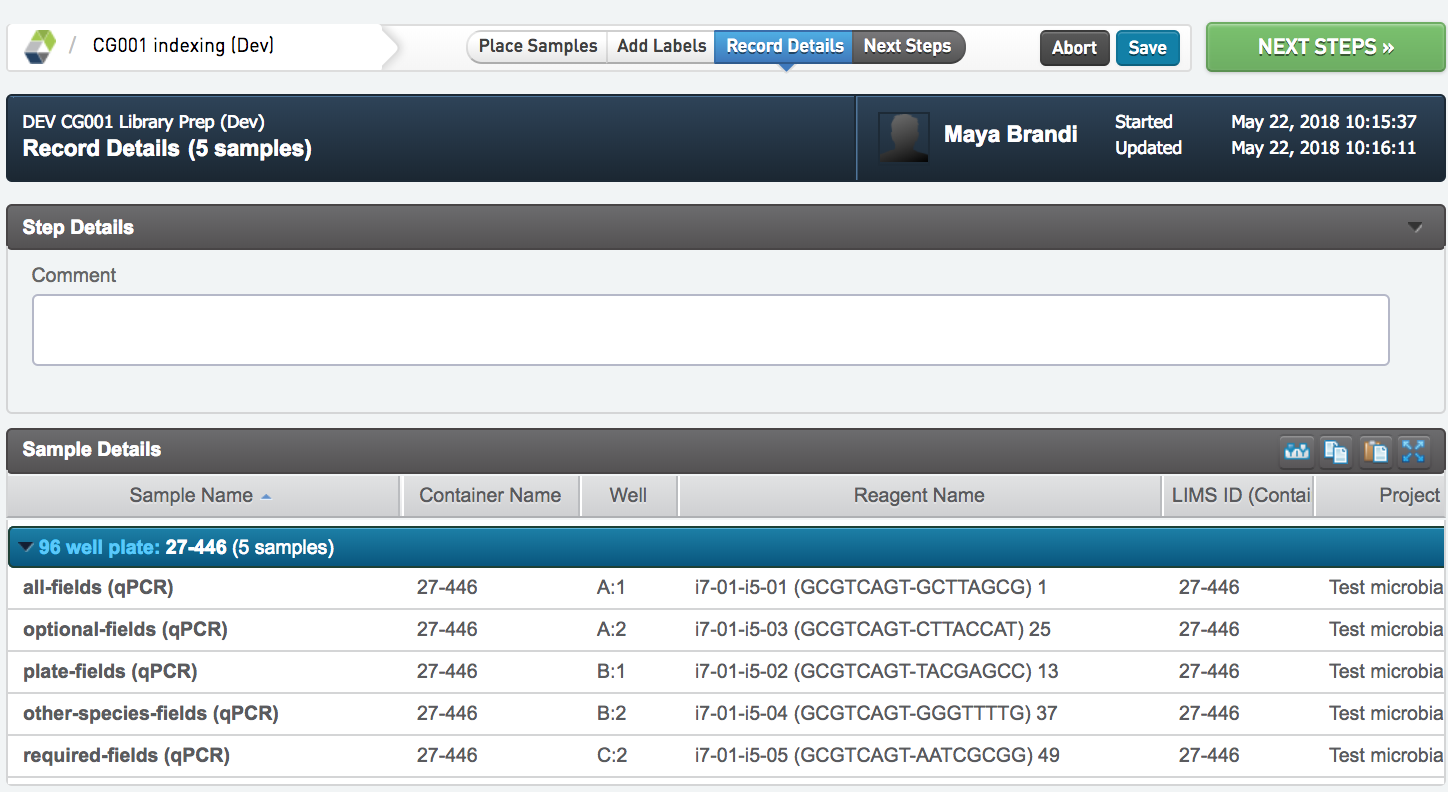 / CG001 indexing (Dev)
Place Samples Add Labels Record Details Next Steps
Abort Save NEXT STEPS »
DEV CG001 Library Prep (Dev)
Record Details (5 samples)
Maya Brandi
Started May 22, 2018 10:15:37
Updated May 22, 2018 10:16:11
Step Details
Comment
Sample Details
Sample Name Container Name Well Reagent Name LIMS ID (Contai Project
96 well plate: 27-446 (5 samples)
all-fields (qPCR) 27-446 A:1 i7-01-i5-01 (GCGTCAGT-GCTTAGCG) 1 27-446 Test microbia
optional-fields (qPCR) 27-446 A:2 i7-01-i5-03 (GCGTCAGT-CTTACCAT) 25 27-446 Test microbia
plate-fields (qPCR) 27-446 B:1 i7-01-i5-02 (GCGTCAGT-TACGAGCC) 13 27-446 Test microbia
other-species-fields (qPCR) 27-446 B:2 i7-01-i5-04 (GCGTCAGT-GGGTTTTG) 37 27-446 Test microbia
required-fields (qPCR) 27-446 C:2 i7-01-i5-05 (GCGTCAGT-AATCGCGG) 49 27-446 Test microbia